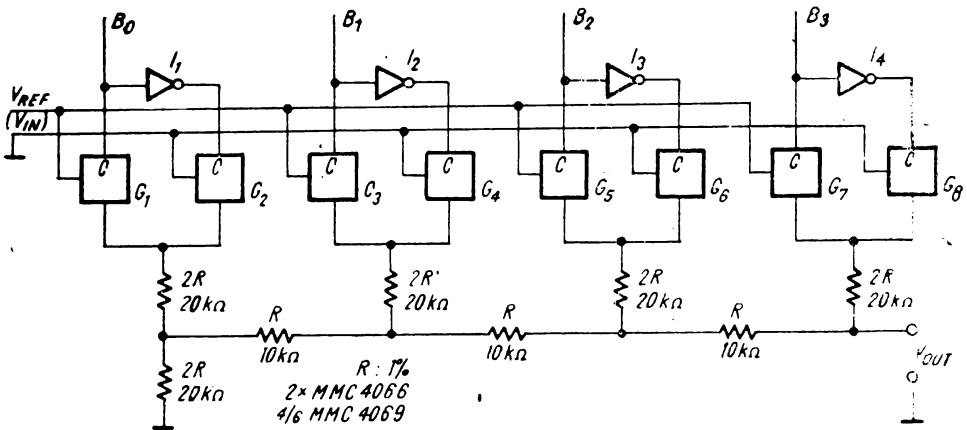 B0 B1 B2 B3
I1 I2 I3 I4
VREF
(VIN)
C C C C C C C C
G1 G2 G3 G4 G5 G6 G7 G8
2R 2R 2R 2R
20kΩ 20kΩ 20kΩ 20kΩ
R R R
10kΩ 10kΩ 10kΩ
VOUT
2R
20kΩ
R : 1%
2× MMC 4066
4/6 MMC 4069